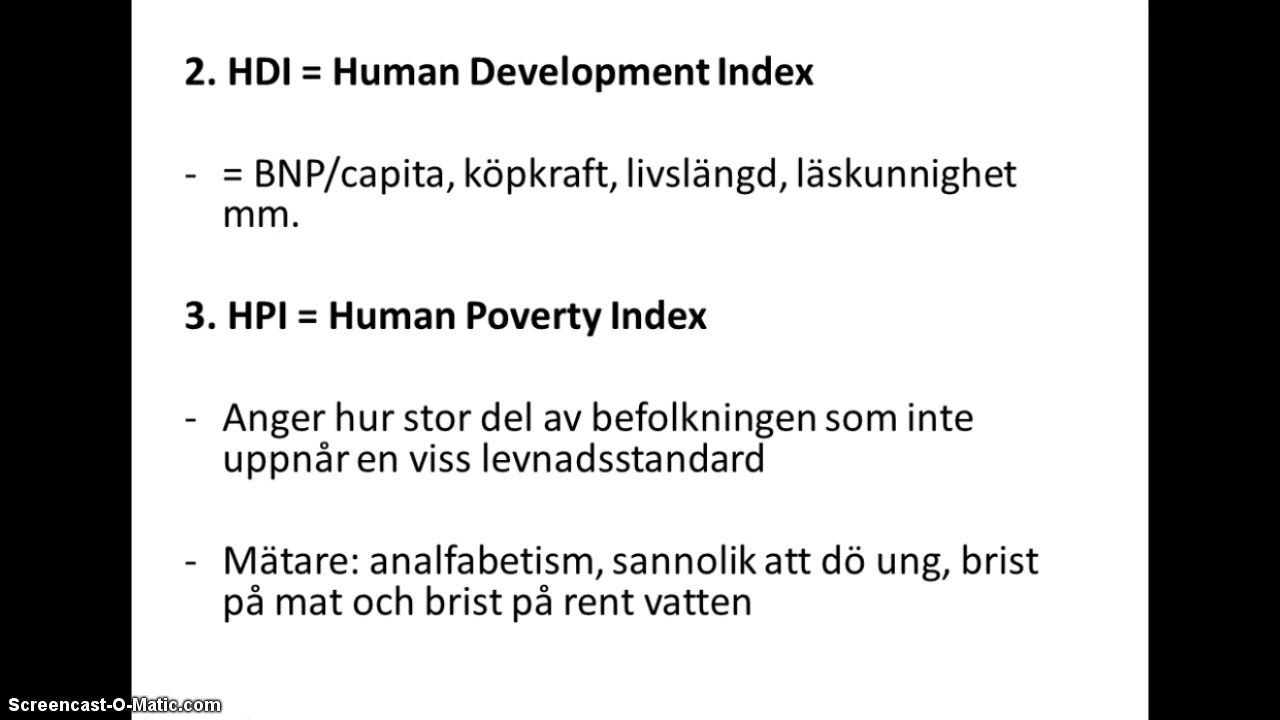 2. HDI = Human Development Index
- = BNP/capita, köpkraft, livslängd, läskunnighet
mm.
3. HPI = Human Poverty Index
- Anger hur stor del av befolkningen som inte
uppnår en viss levnadsstandard
- Mätare: analfabetism, sannolik att dö ung, brist
på mat och brist på rent vatten
Screencast-O-Matic.com